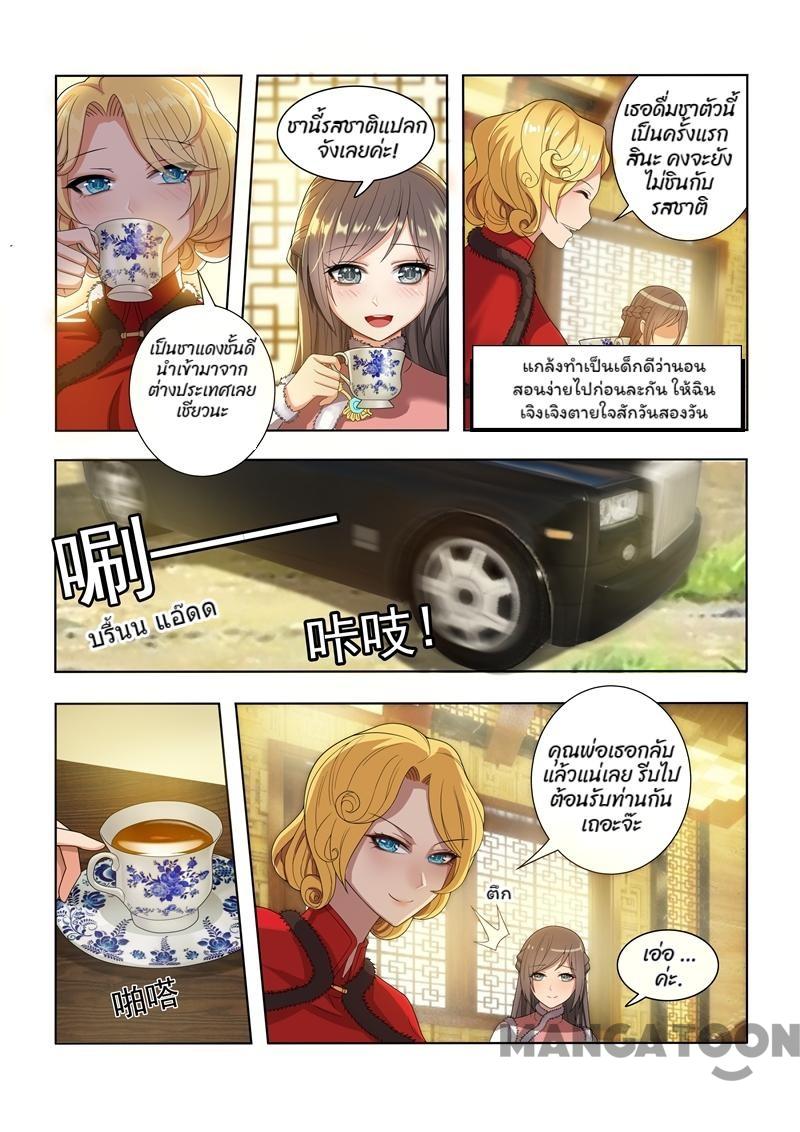 ชานี้รสชาติแปลก
จังเลยค่ะ!
เป็นชาแดงชั้นดี
นำเข้ามาจาก
ต่างประเทศเลย
เชียวนะ
เธอดื่มชาตัวนี้
เป็นครั้งแรก
สินะ คงจะยัง
ไม่ชินกับ
รสชาติ
แกล้งทำเป็นเด็กดีว่านอน
สอนง่ายไปก่อนละกัน ให้ฉิน
เจิงเจิงตายใจสักวันสองวัน
唰——
บรื้นนน แอ๊ดด
咔吱!
啪嗒
คุณพ่อเธอกลับ
แล้วแน่เลย รีบไป
ต้อนรับท่านกัน
เถอะจ๊ะ
ตึก
เอ่อ ...
ค่ะ.
MANGATOON